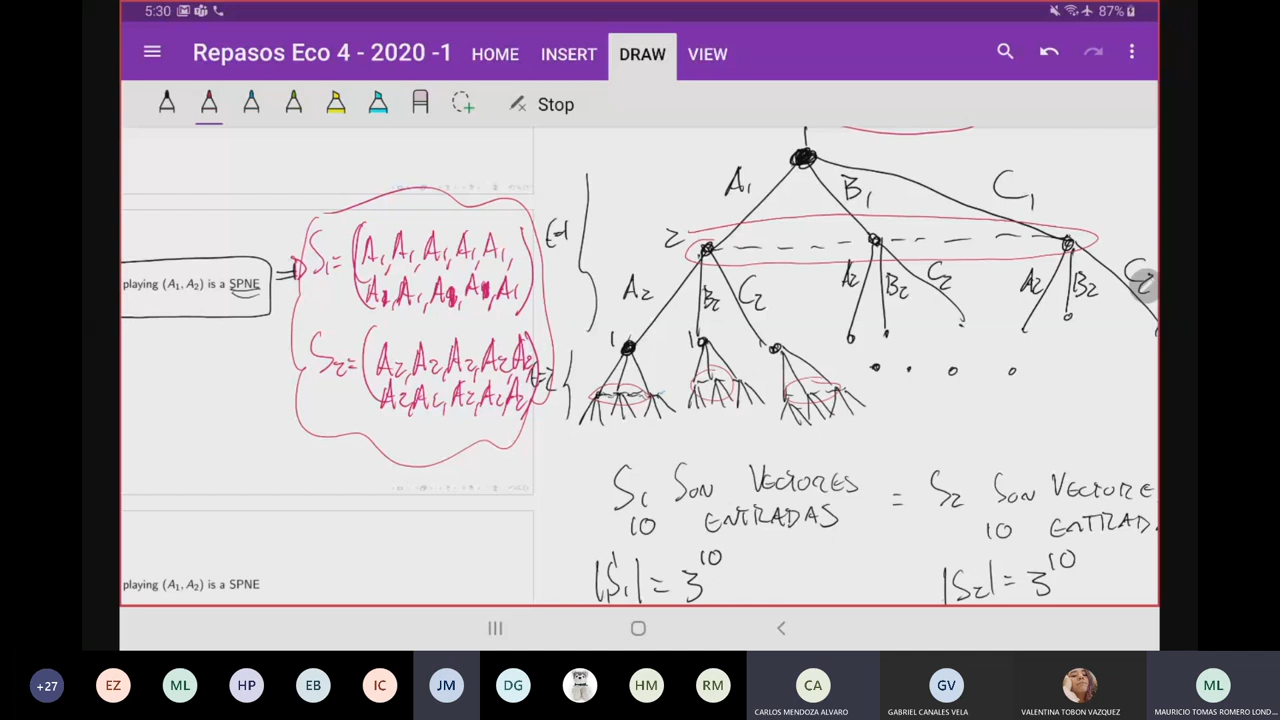 5:30
87%
Repasos Eco 4 - 2020 -1
HOME
INSERT
DRAW
VIEW
Stop
playing (A₁, A₂) is a SPNE
S₁ = (A₁, A₁, A₁, A₁, A₁,
A₁, A₁, A₁, A₁, A₁)
S₂ = (A₂, A₂, A₂, A₂, A₂,
A₂, A₂, A₂, A₂, A₂)
t=1
t=2
1
A₁
B₁
C₁
2
A₂
B₂
C₂
A₂
B₂
C₂
A₂
B₂
C₂
1
1
1
S₁ SON VECTORES = S₂ SON VECTORE
10 ENTRADAS 10 ENTRAD
|S₁| = 3¹⁰ |S₂| = 3¹⁰
playing (A₁, A₂) is a SPNE
+27
EZ
ML
HP
EB
IC
JM
DG
HM
RM
CA
CARLOS MENDOZA ALVARO
GV
GABRIEL CANALES VELA
VALENTINA TOBON VAZQUEZ
ML
MAURICIO TOMAS ROMERO LOND...